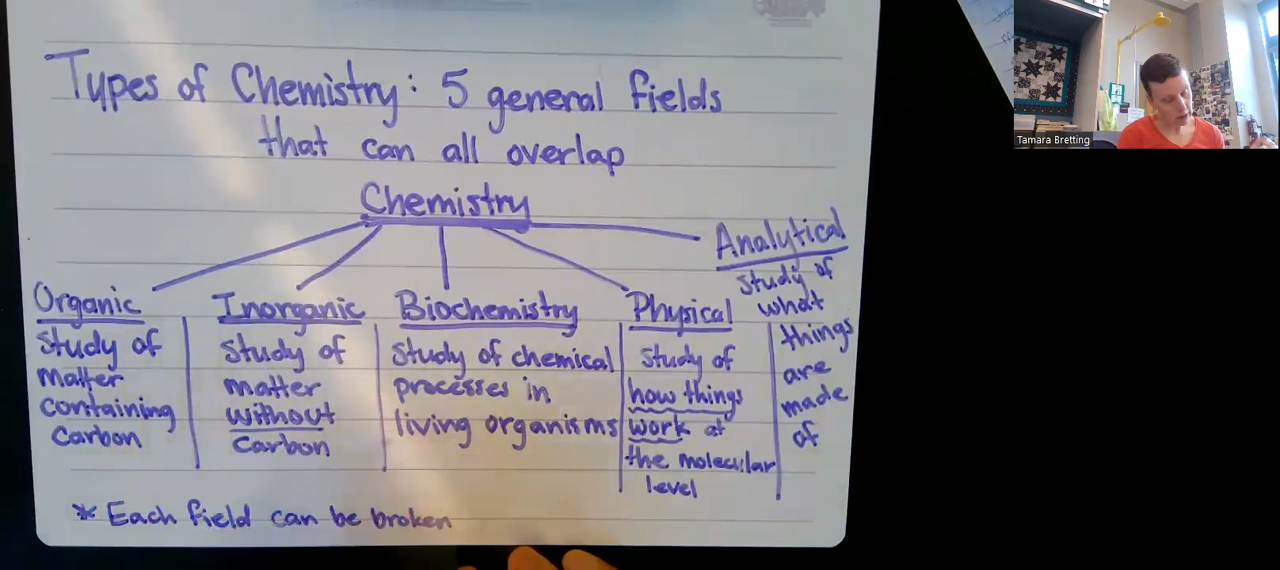 Types of Chemistry: 5 general fields
that can all overlap
Chemistry
Organic
Study of
Matter
containing
Carbon
Inorganic
Study of
matter
without
Carbon
Biochemistry
Study of chemical
processes in
living organisms
Physical
Study of
how things
work at
the molecular
level
Analytical
Study of
what
things
are
made
of
* Each field can be broken
Tamara Bretting